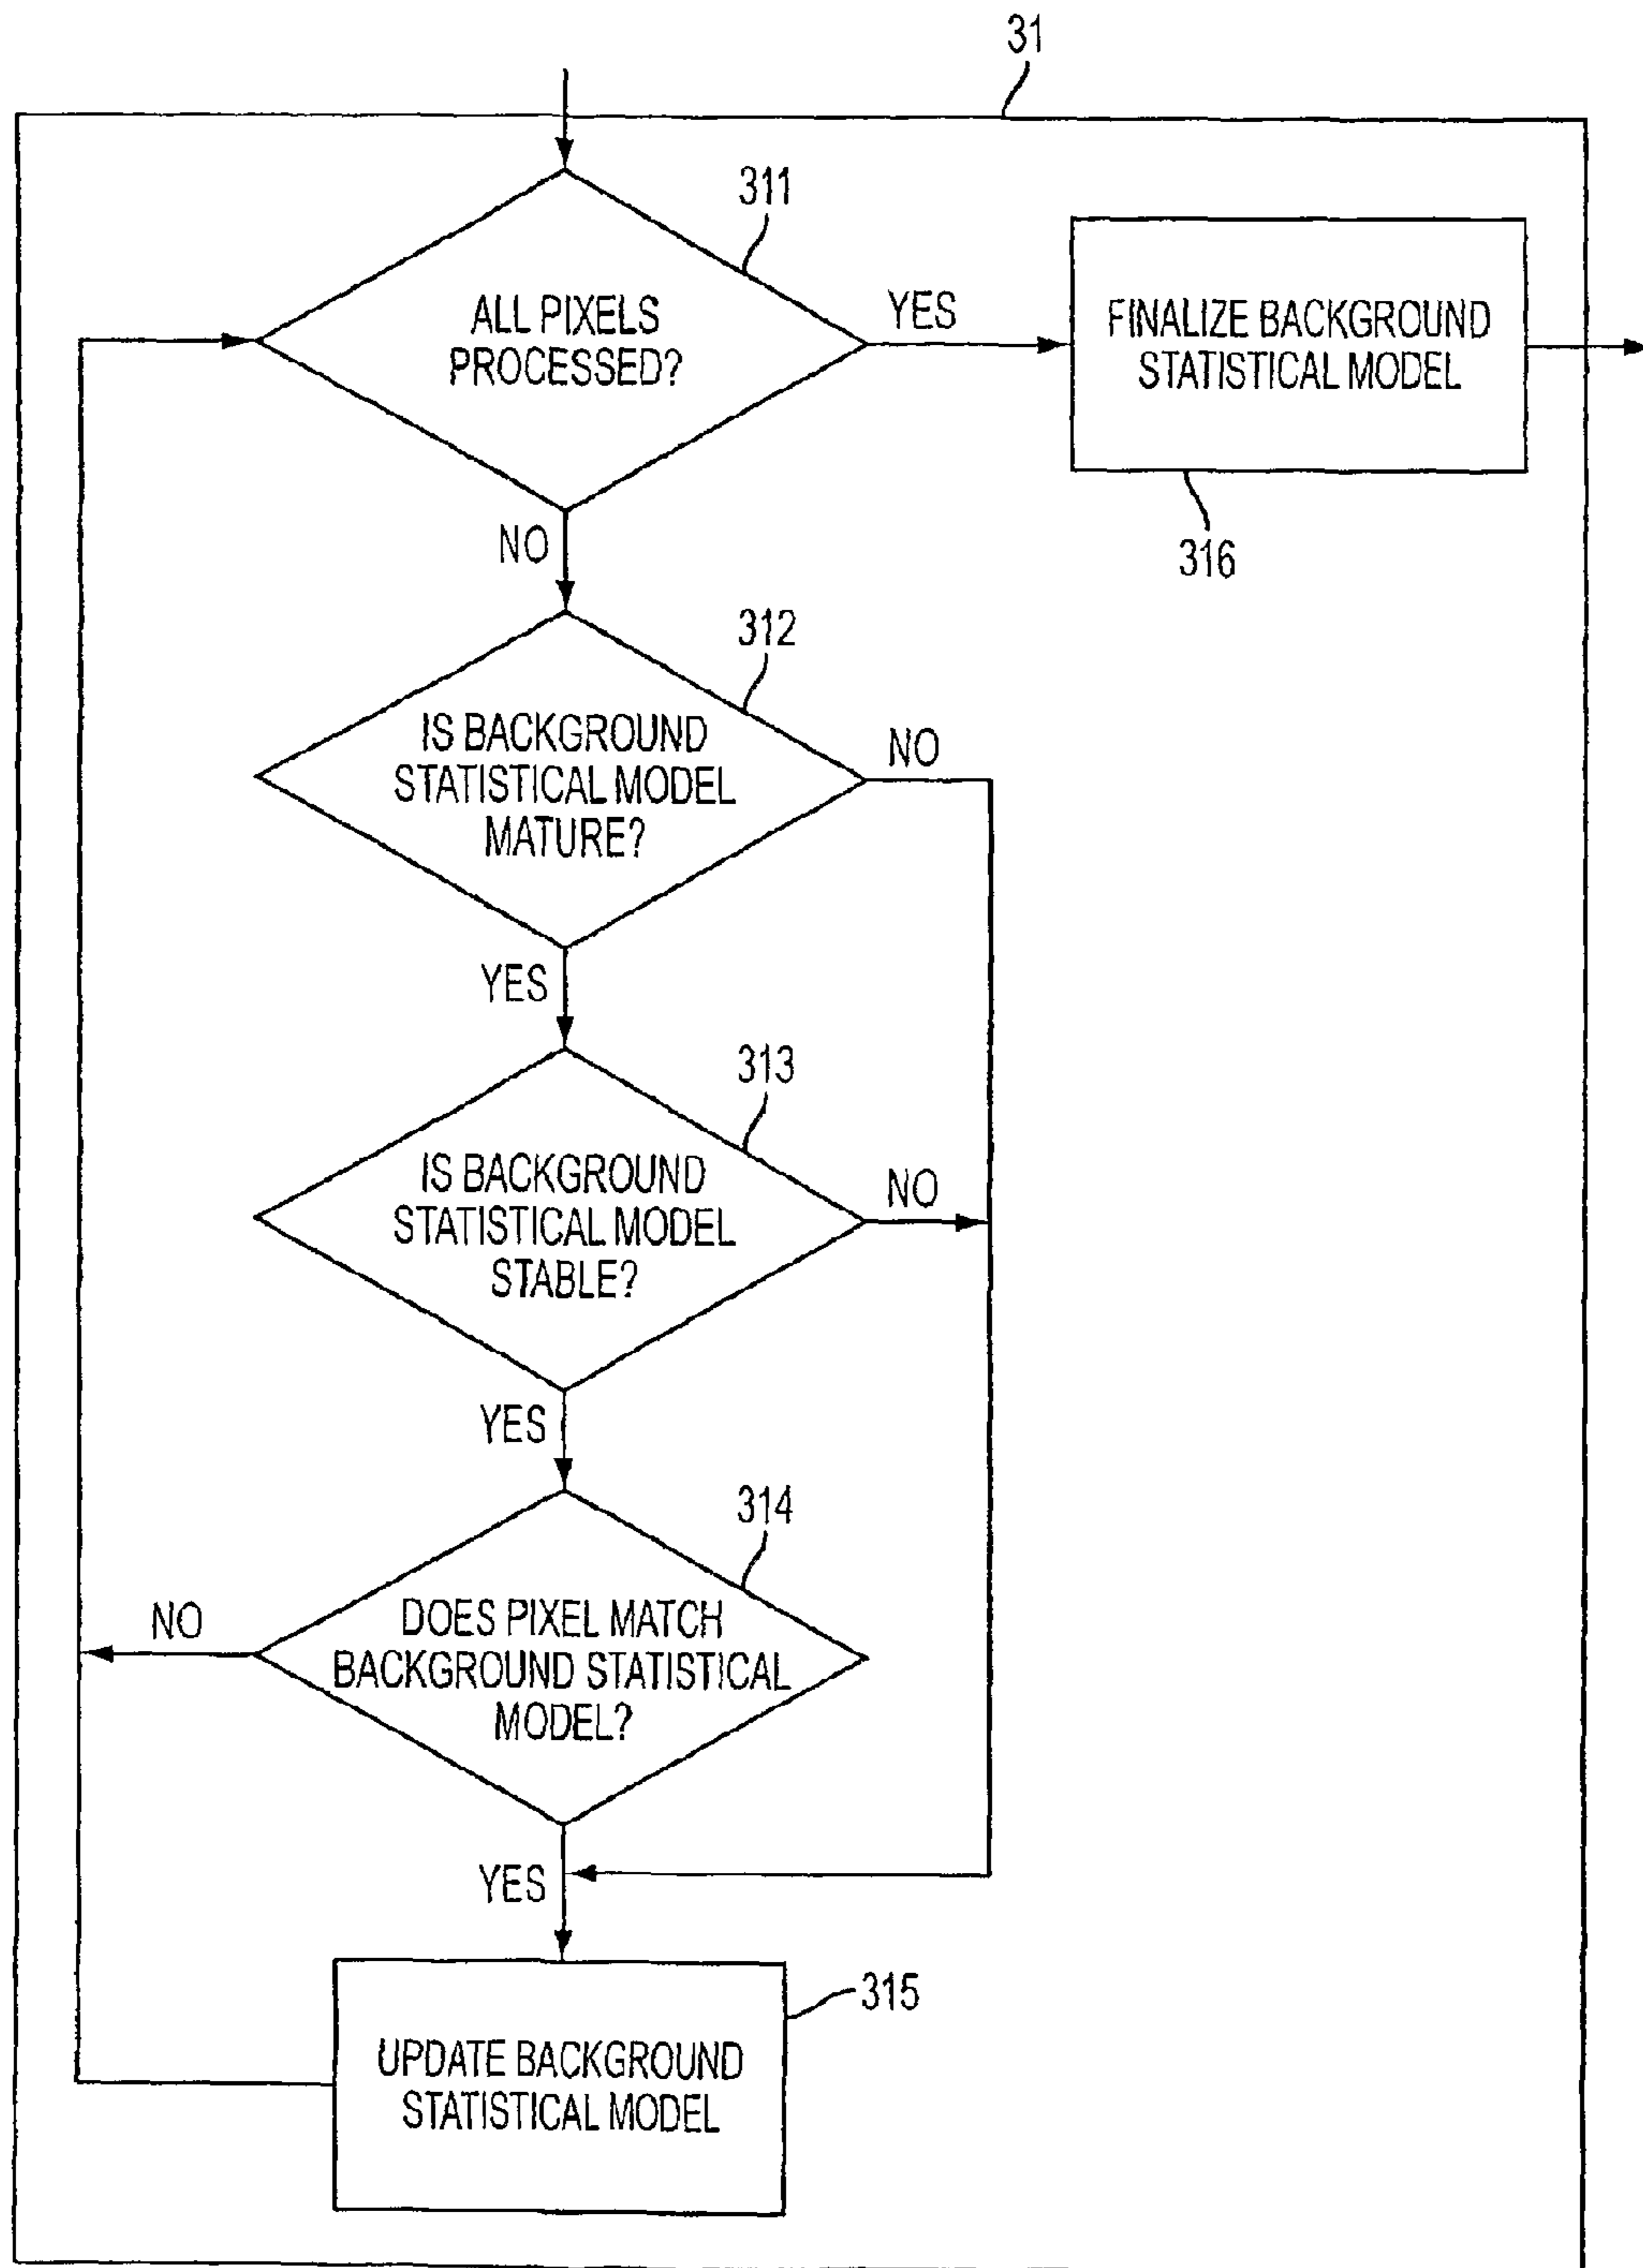 31
311
ALL PIXELS
PROCESSED?
YES
FINALIZE BACKGROUND
STATISTICAL MODEL
316
NO
312
IS BACKGROUND
STATISTICAL MODEL
MATURE?
NO
YES
313
IS BACKGROUND
STATISTICAL MODEL
STABLE?
NO
YES
314
DOES PIXEL MATCH
BACKGROUND STATISTICAL
MODEL?
NO
YES
315
UPDATE BACKGROUND
STATISTICAL MODEL